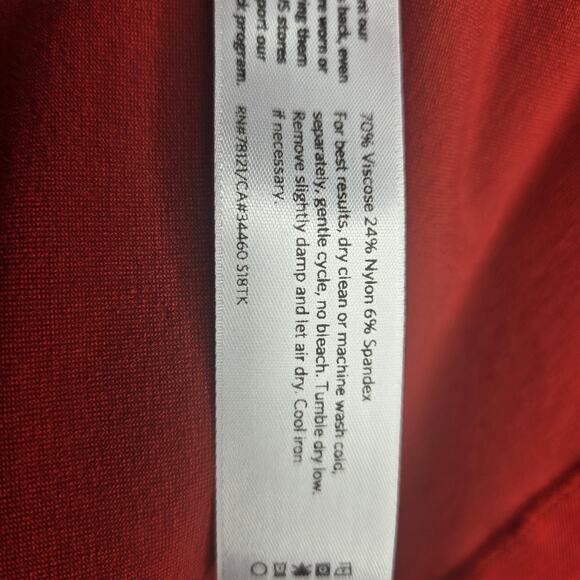 our
back, even
worn or
them
stores
our
program.
70% Viscose 24% Nylon 6% Spandex
For best results, dry clean or machine wash cold,
separately, gentle cycle, no bleach. Tumble dry low.
Remove slightly damp and let air dry. Cool iron
if necessary.
RN#78121/CA#34460 S18TK